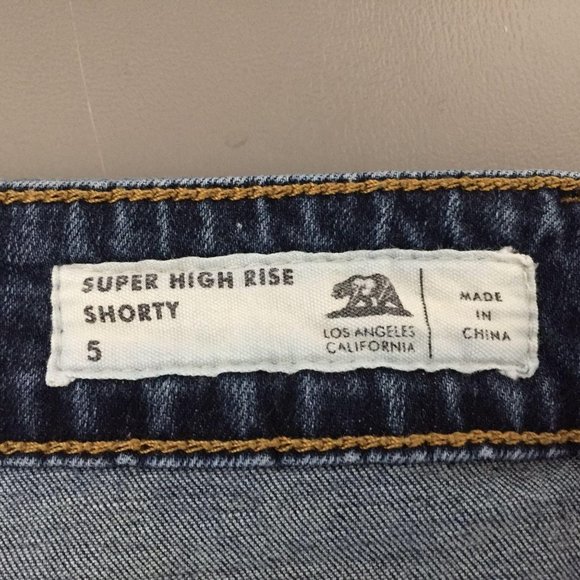 SUPER HIGH RISE
SHORTY
5
LOS ANGELES
CALIFORNIA
MADE
IN
CHINA